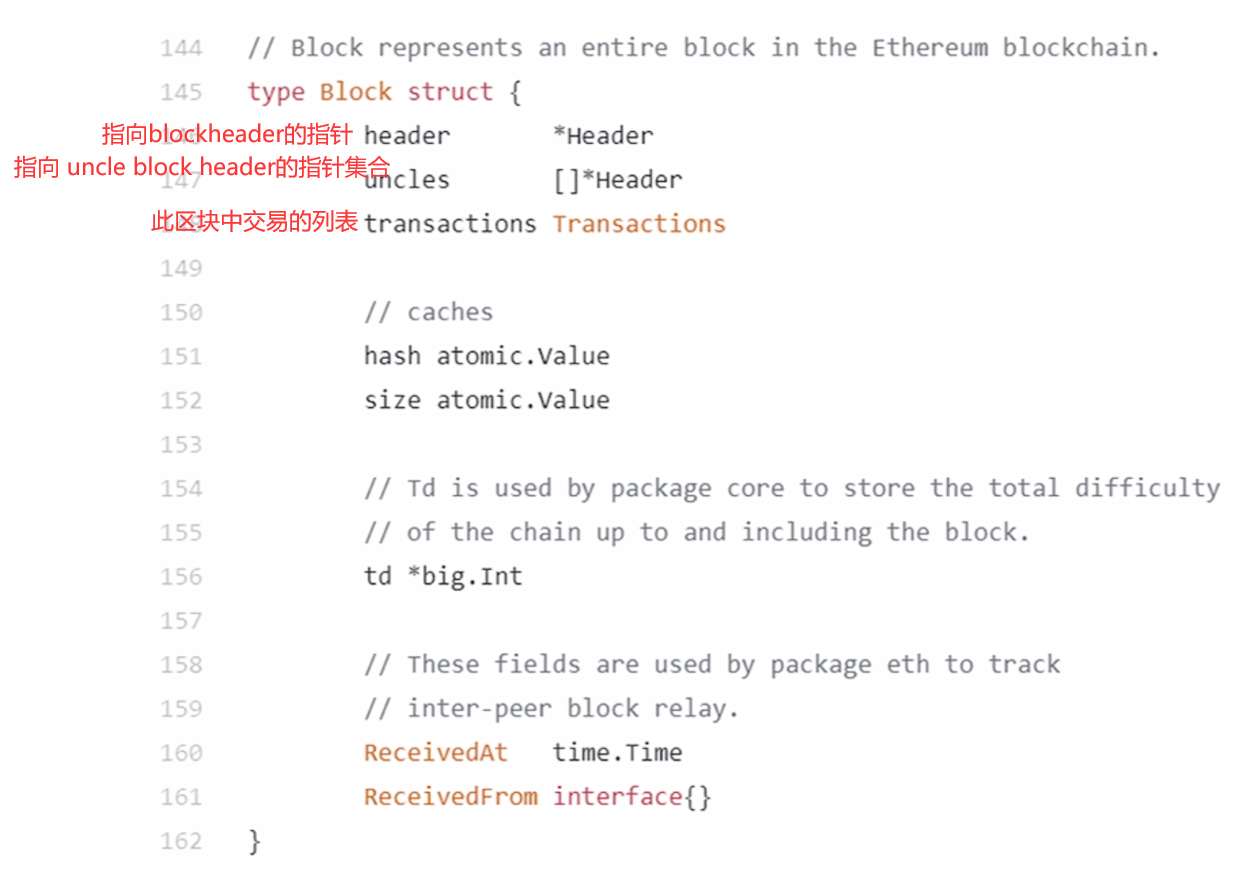 144 // Block represents an entire block in the Ethereum blockchain.
145 type Block struct {
指向blockheader的指针 146 header *Header
指向 uncle block header的指针集合
147 uncles []*Header
此区块中交易的列表 148 transactions Transactions
149
150 // caches
151 hash atomic.Value
152 size atomic.Value
153
154 // Td is used by package core to store the total difficulty
155 // of the chain up to and including the block.
156 td *big.Int
157
158 // These fields are used by package eth to track
159 // inter-peer block relay.
160 ReceivedAt time.Time
161 ReceivedFrom interface{}
162 }